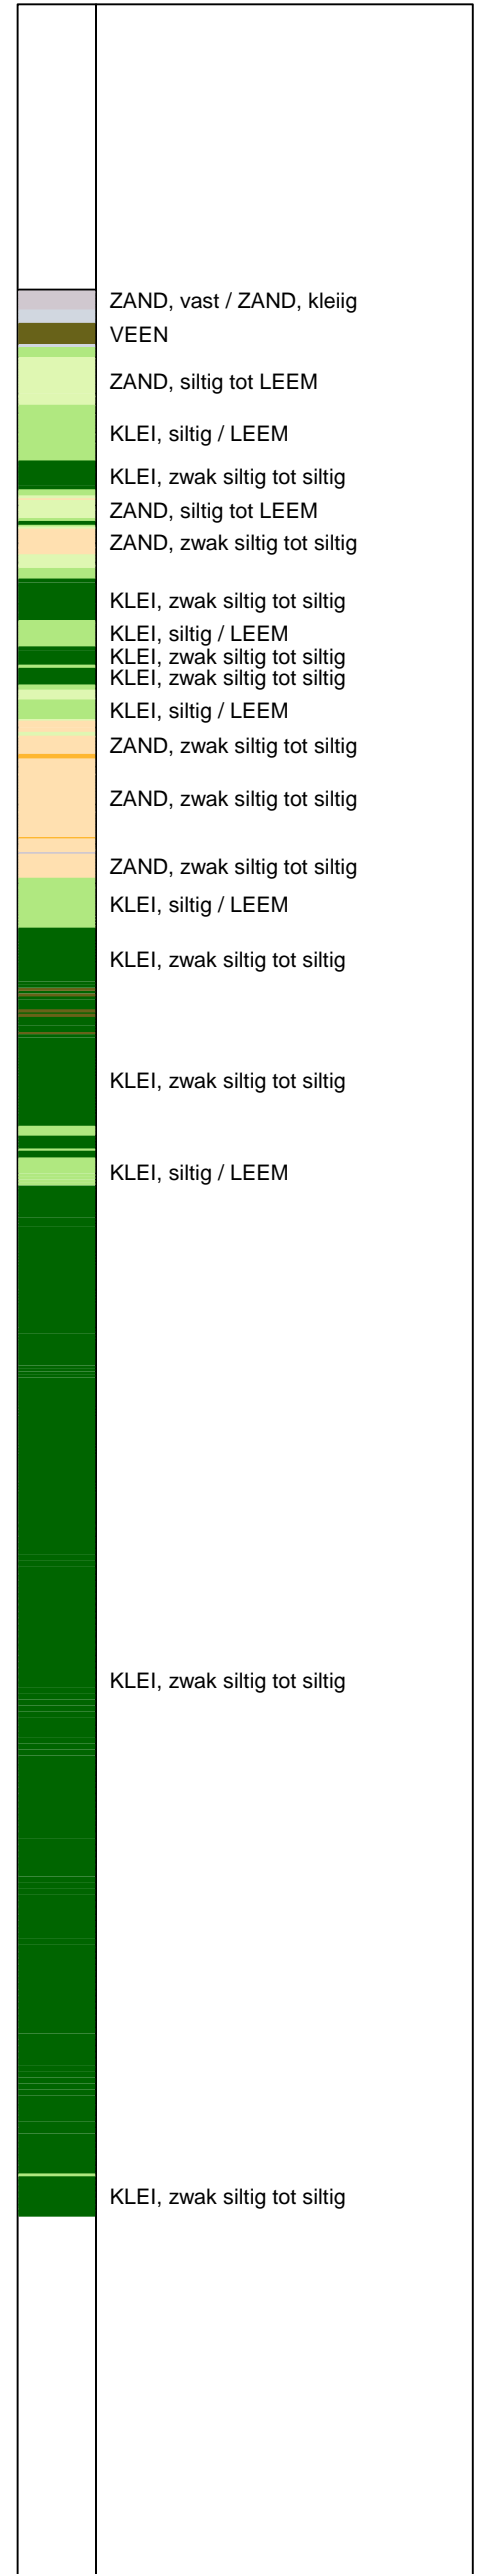 ZAND, vast / ZAND, kleiig
VEEN
ZAND, siltig tot LEEM
KLEI, siltig / LEEM
KLEI, zwak siltig tot siltig
ZAND, siltig tot LEEM
ZAND, zwak siltig tot siltig
KLEI, zwak siltig tot siltig
KLEI, siltig / LEEM
KLEI, zwak siltig tot siltig
KLEI, zwak siltig tot siltig
KLEI, siltig / LEEM
ZAND, zwak siltig tot siltig
ZAND, zwak siltig tot siltig
ZAND, zwak siltig tot siltig
KLEI, siltig / LEEM
KLEI, zwak siltig tot siltig
KLEI, zwak siltig tot siltig
KLEI, siltig / LEEM
KLEI, zwak siltig tot siltig
KLEI, zwak siltig tot siltig